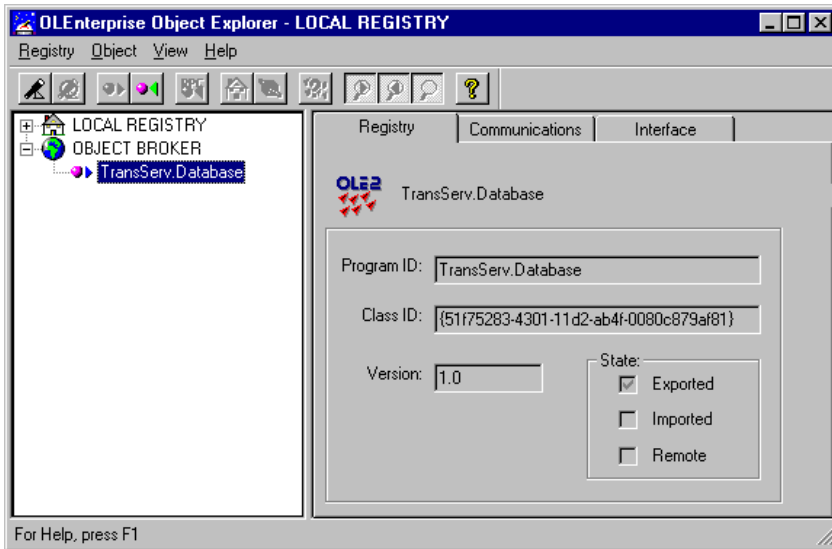 OLEnterprise Object Explorer - LOCAL REGISTRY
Registry Object View Help
LOCAL REGISTRY
OBJECT BROKER
TransServ.Database
Registry Communications Interface
OLE2
TransServ.Database
Program ID: TransServ.Database
Class ID: {51f75283-4301-11d2-ab4f-0080c879af81}
Version: 1.0
State:
Exported
Imported
Remote
For Help, press F1